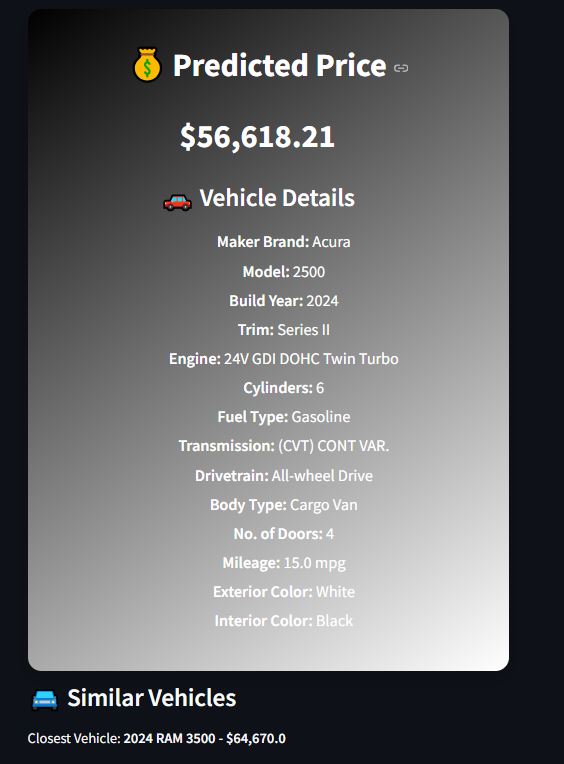 Predicted Price
$56,618.21
Vehicle Details
Maker Brand: Acura
Model: 2500
Build Year: 2024
Trim: Series II
Engine: 24V GDI DOHC Twin Turbo
Cylinders: 6
Fuel Type: Gasoline
Transmission: (CVT) CONT VAR.
Drivetrain: All-wheel Drive
Body Type: Cargo Van
No. of Doors: 4
Mileage: 15.0 mpg
Exterior Color: White
Interior Color: Black
Similar Vehicles
Closest Vehicle: 2024 RAM 3500 - $64,670.0